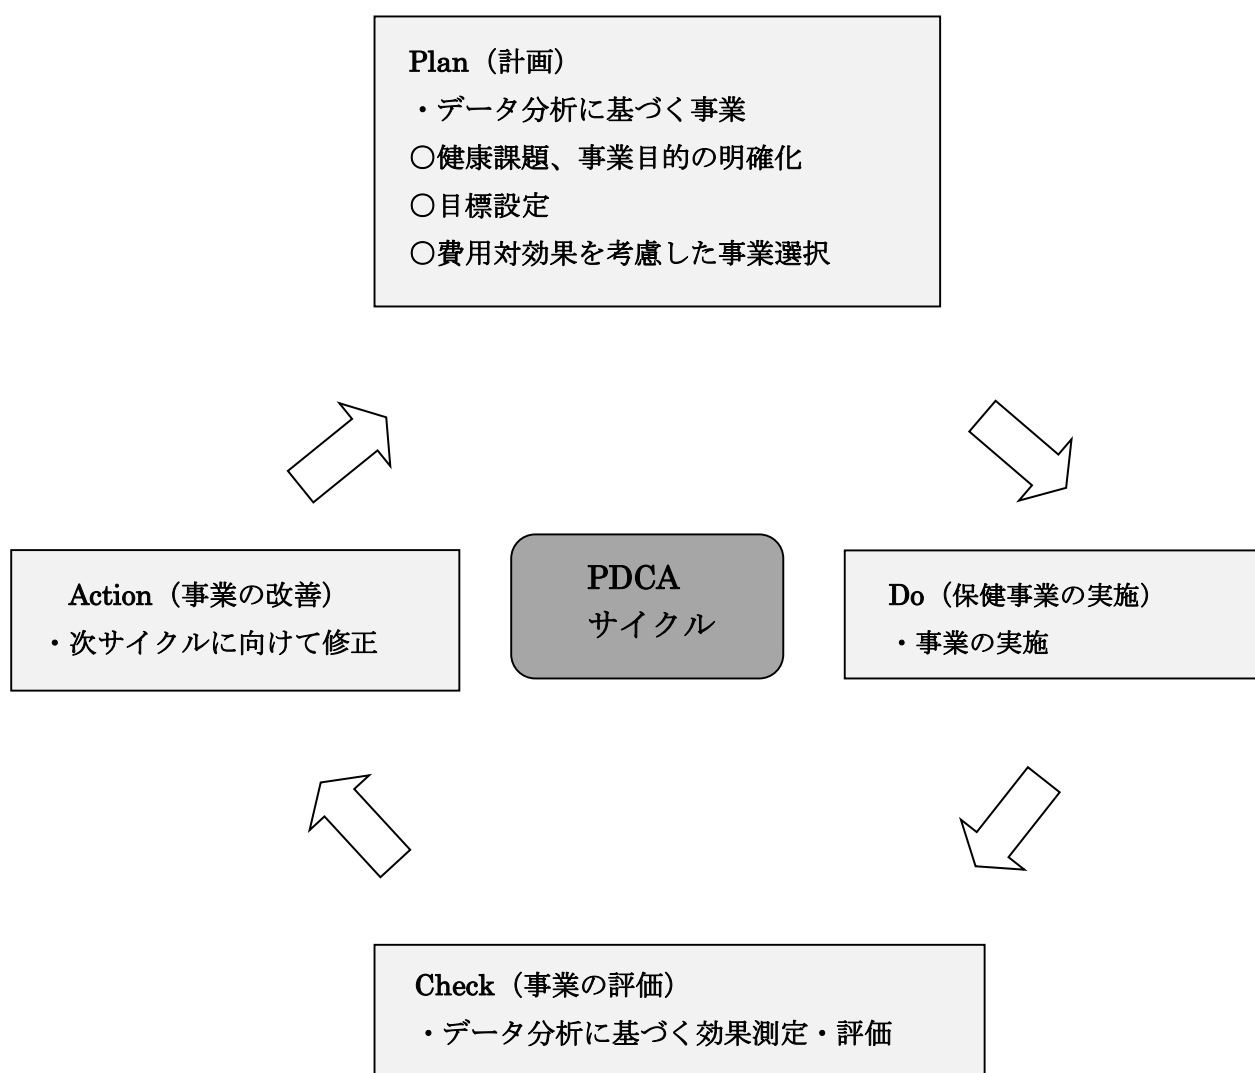 Plan（計画）
・データ分析に基づく事業
〇健康課題、事業目的の明確化
〇目標設定
〇費用対効果を考慮した事業選択
Action（事業の改善）
・次サイクルに向けて修正
PDCA
サイクル
Do（保健事業の実施）
・事業の実施
Check（事業の評価）
・データ分析に基づく効果測定・評価